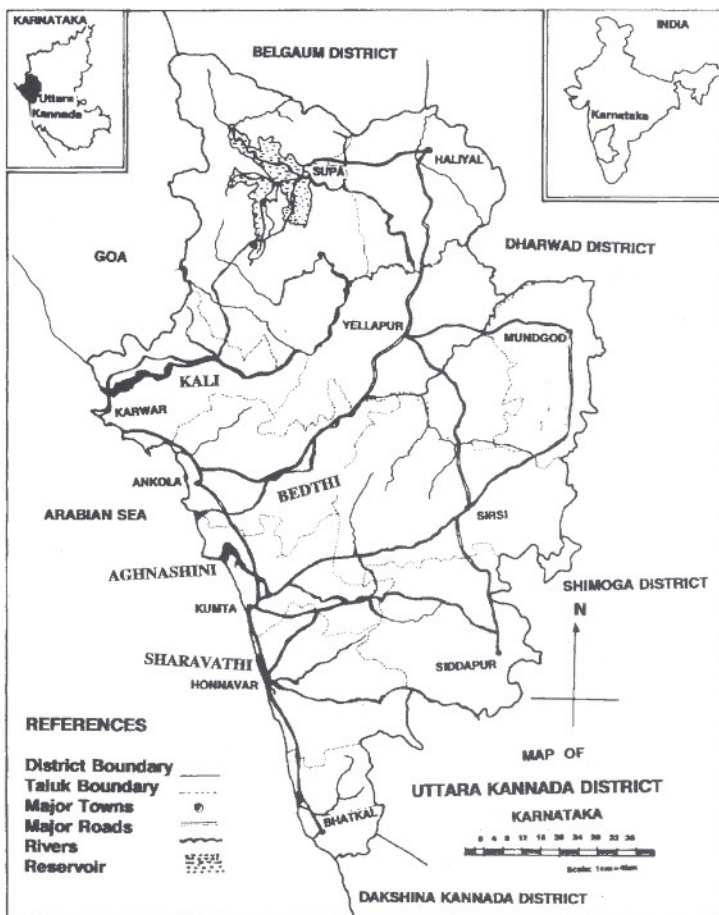 KARNATAKA
Uttara
Kannada
INDIA
Karnataka
BELGAUM DISTRICT
SUPA
HALIYAL
DHARWAD DISTRICT
GOA
YELLAPUR
MUNDGOD
KALI
KARWAR
ANKOLA
BEDTHI
ARABIAN SEA
SIRSI
AGHNASHINI
SHIMOGA DISTRICT
KUMTA
N
SHARAVATHI
SIDDAPUR
HONNAVAR
REFERENCES
District Boundary
Taluk Boundary
Major Towns
Major Roads
Rivers
Reservoir
MAP OF
UTTARA KANNADA DISTRICT
KARNATAKA
BHATKAL
DAKSHINA KANNADA DISTRICT